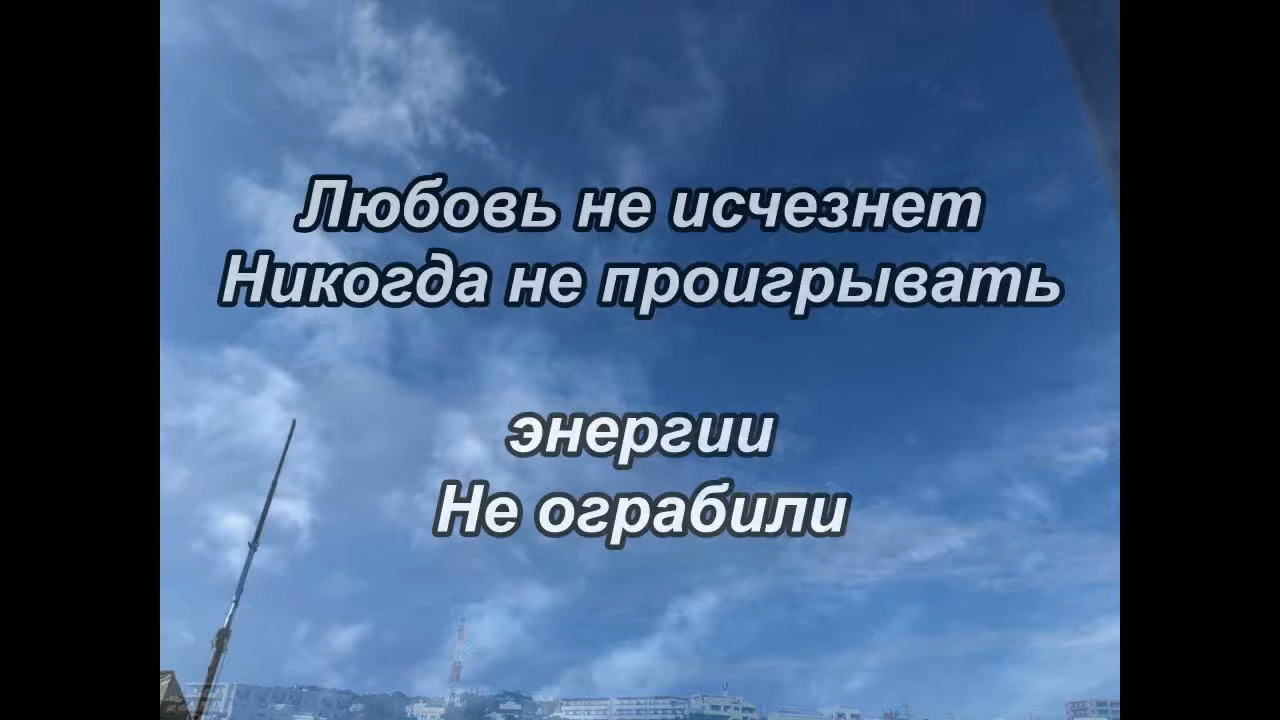 Любовь не исчезнет
Никогда не проигрывать
энергии
Не ограбили